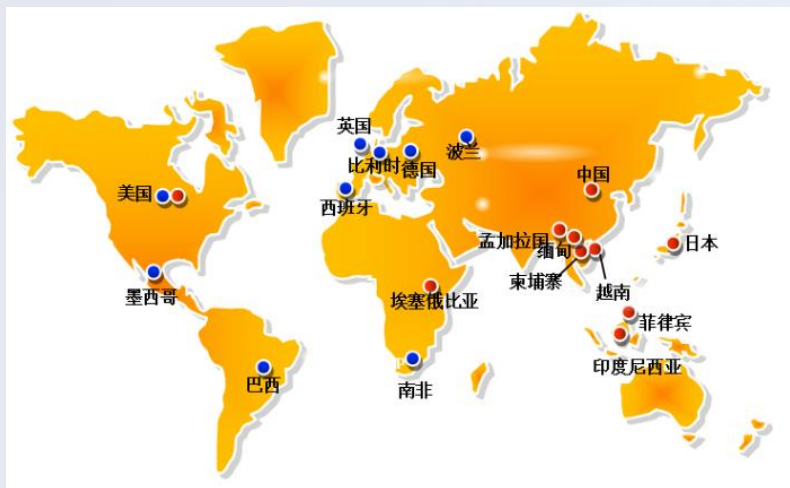 英国
比利时
德国
波兰
中国
美国
西班牙
孟加拉国
缅甸
日本
柬埔寨
越南
墨西哥
埃塞俄比亚
菲律宾
印度尼西亚
巴西
南非